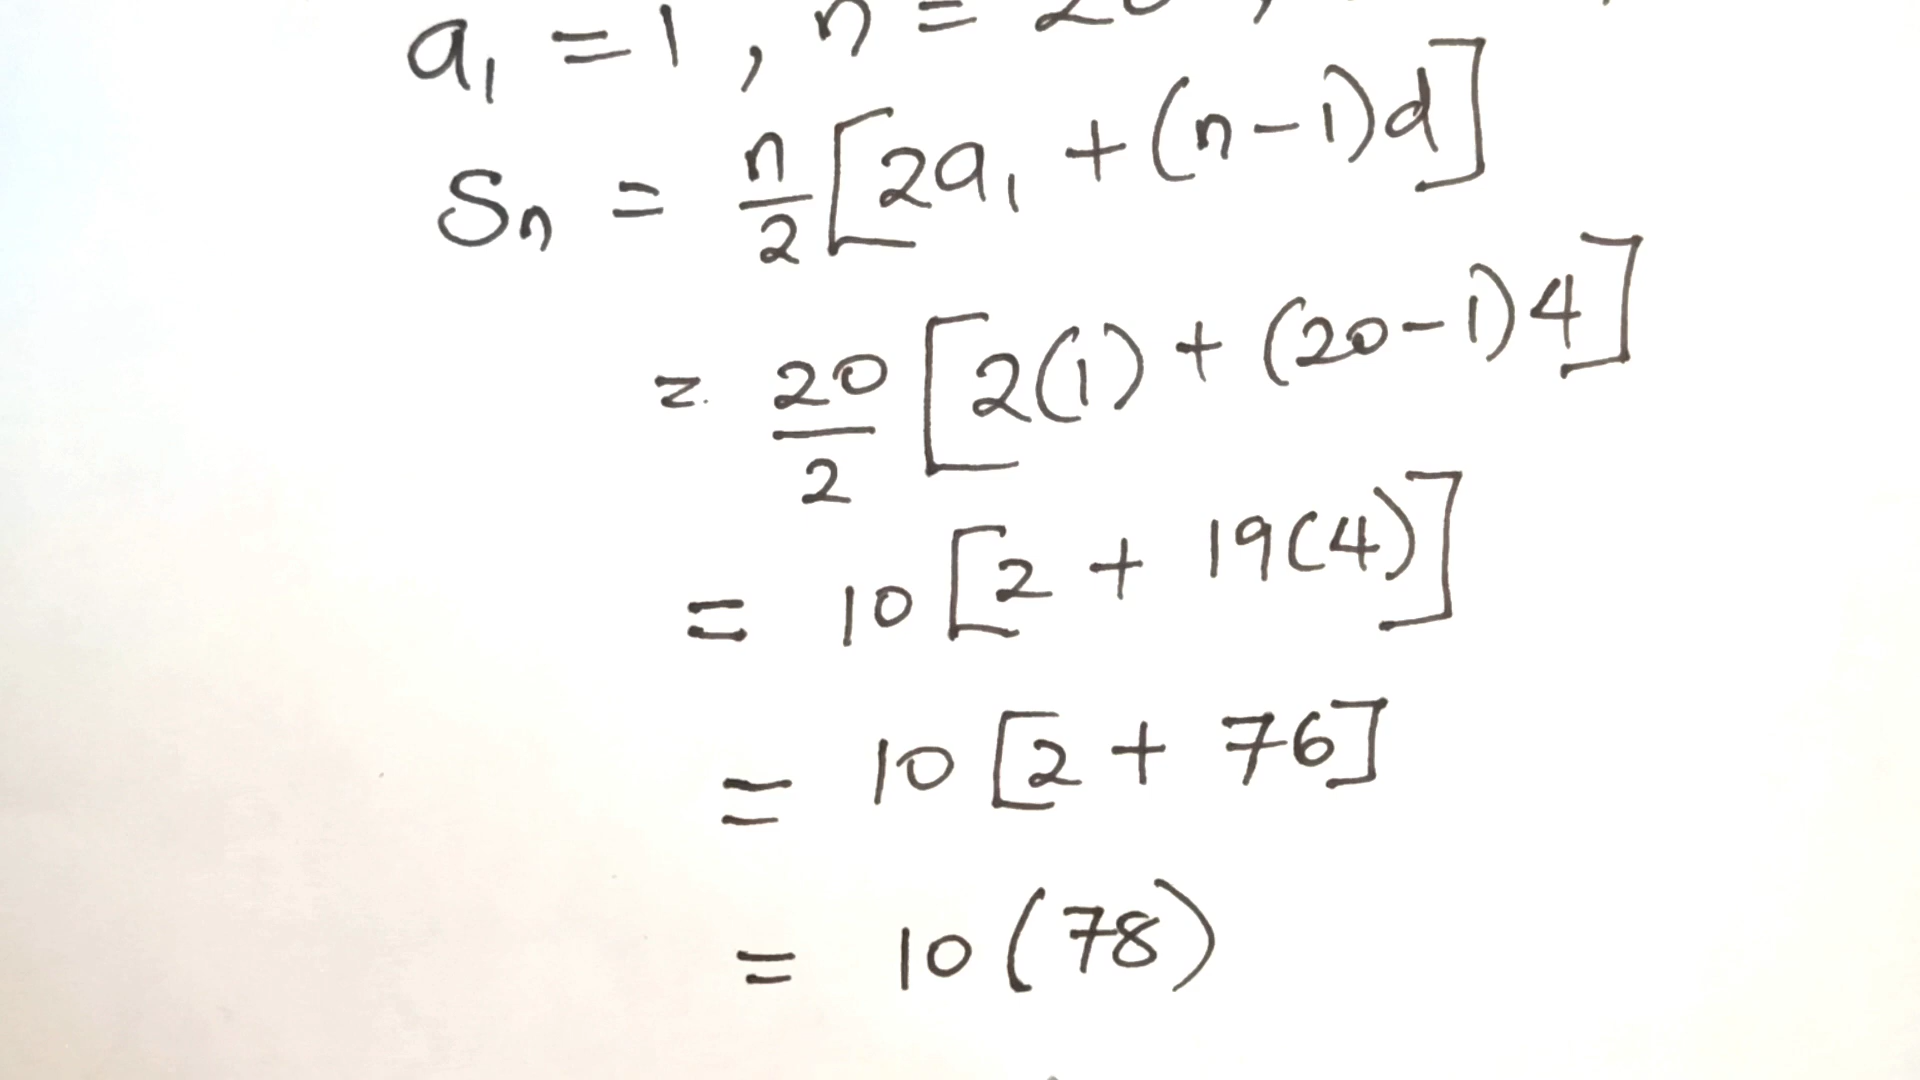 a₁ = 1, n = 20,
Sₙ = n/2 [2a₁ + (n-1)d]
= 20/2 [2(1) + (20-1)4]
= 10 [2 + 19(4)]
= 10 [2 + 76]
= 10 (78)